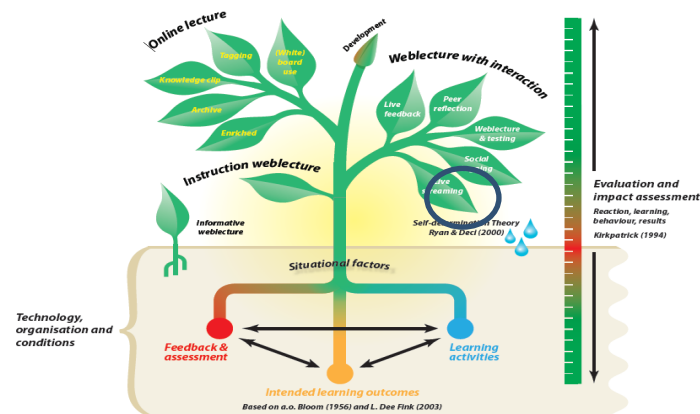 Online lecture
Tagging
(White)
board
use
Knowledge clip
Archive
Enriched
Development
Weblecture with interaction
Live
feedback
Peer
reflection
Weblecture
& testing
Social
streaming
Instruction weblecture
Informative
weblecture
Self-determination Theory
Ryan & Deci (2000)
Evaluation and
impact assessment
Reaction, learning,
behaviour, results
Kirkpatrick (1994)
Situational factors
Technology,
organisation and
conditions
Feedback &
assessment
Learning
activities
Intended learning outcomes
Based on a.o. Bloom (1956) and L. Dee Fink (2003)